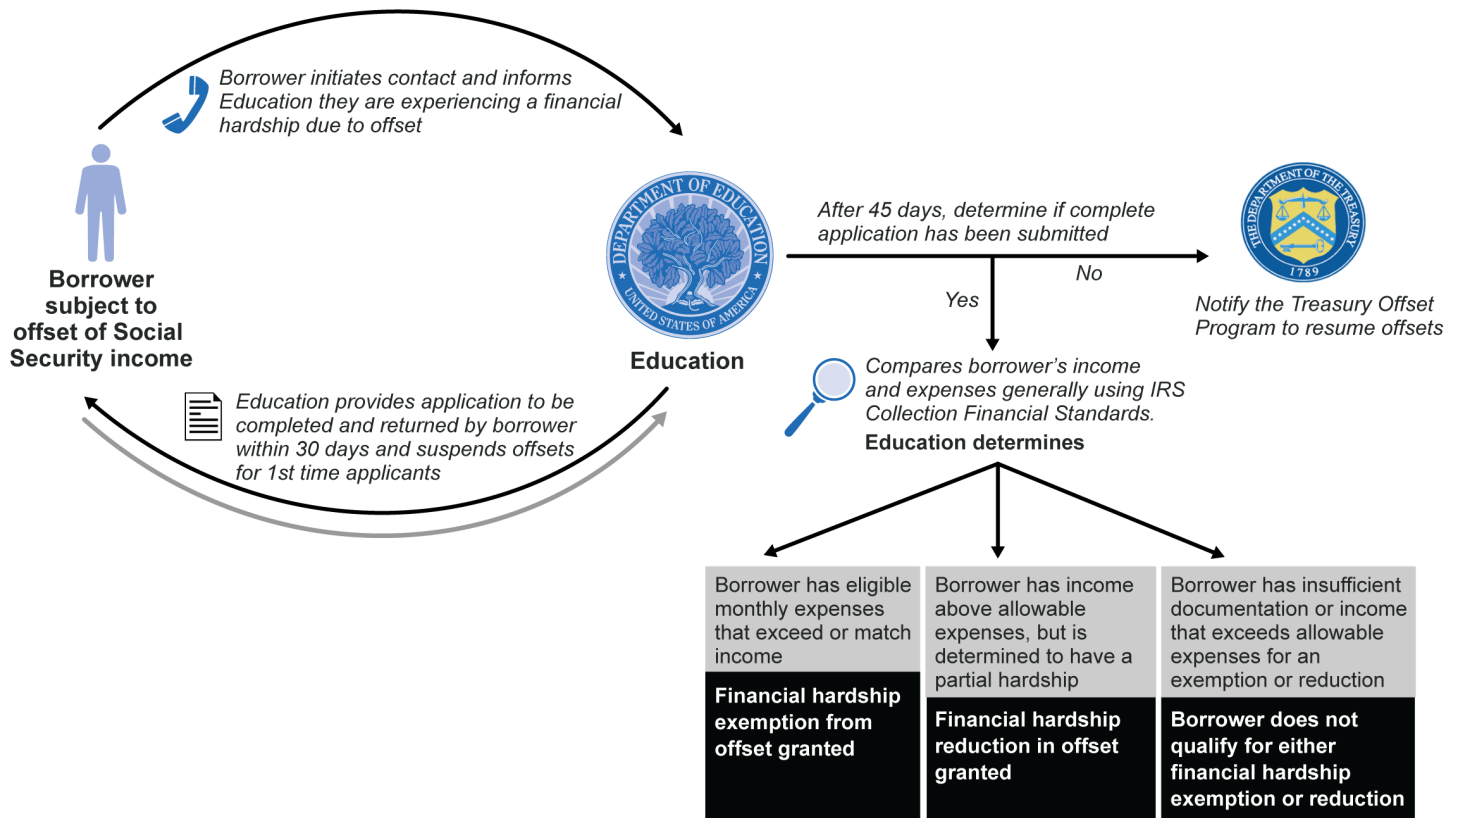 Borrower initiates contact and informs
Education they are experiencing a financial
hardship due to offset
Borrower
subject to
offset of Social
Security income
DEPARTMENT OF EDUCATION
UNITED STATES OF AMERICA
Education
Education provides application to be
completed and returned by borrower
within 30 days and suspends offsets
for 1st time applicants
After 45 days, determine if complete
application has been submitted
No
Yes
THE DEPARTMENT OF THE TREASURY
1789
Notify the Treasury Offset
Program to resume offsets
Compares borrower’s income
and expenses generally using IRS
Collection Financial Standards.
Education determines
Borrower has eligible
monthly expenses
that exceed or match
income
Financial hardship
exemption from
offset granted
Borrower has income
above allowable
expenses, but is
determined to have a
partial hardship
Financial hardship
reduction in offset
granted
Borrower has insufficient
documentation or income
that exceeds allowable
expenses for an
exemption or reduction
Borrower does not
qualify for either
financial hardship
exemption or reduction